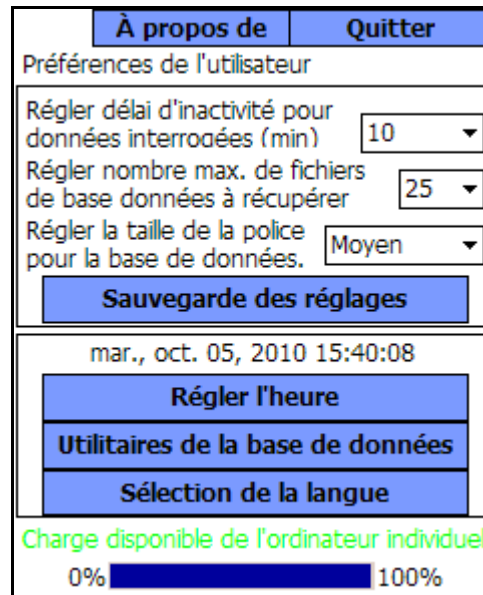 À propos de Quitter
Préférences de l'utilisateur
Régler délai d'inactivité pour
données interrogées (min) 10
Régler nombre max. de fichiers
de base données à récupérer 25
Régler la taille de la police
pour la base de données. Moyen
Sauvegarde des réglages
mar., oct. 05, 2010 15:40:08
Régler l'heure
Utilitaires de la base de données
Sélection de la langue
Charge disponible de l'ordinateur individuel
0% 100%